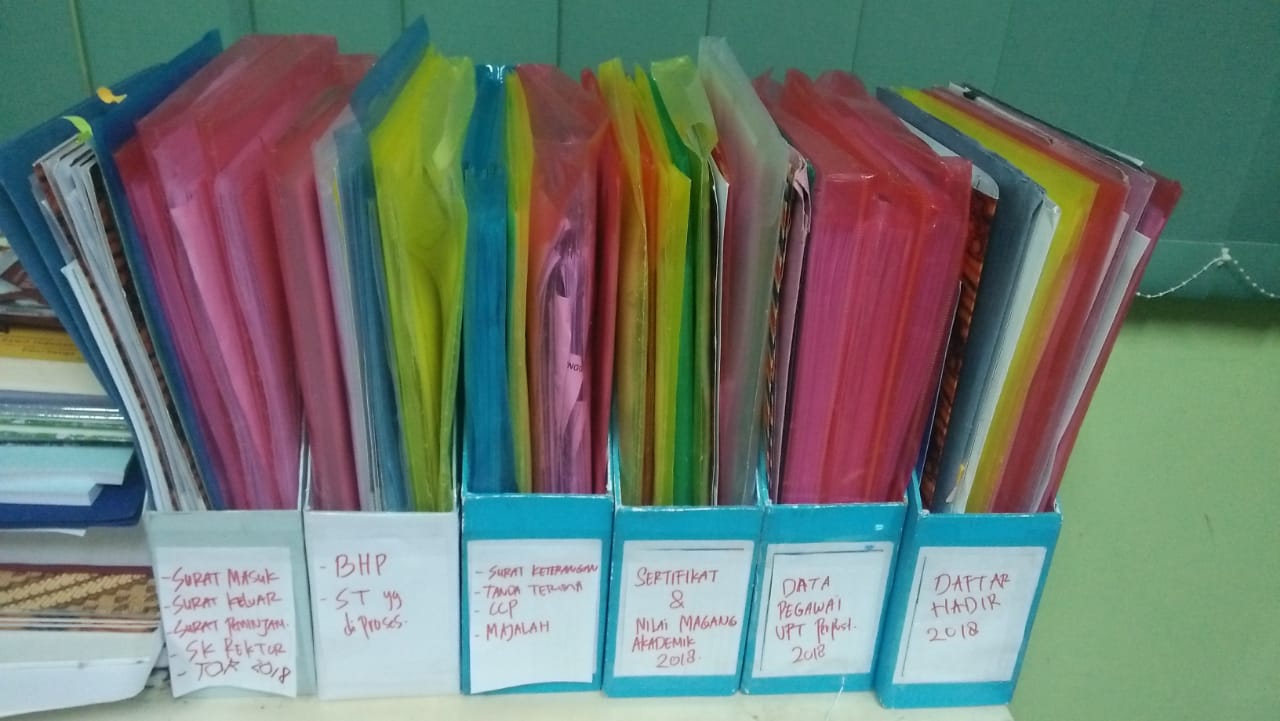 - SURAT MASUK
- SURAT KELUAR
- SURAT PEMINJAM.
- SK REKTOR
- TOR 2018
- BHP
- ST yg
di proses.
- SURAT KETERANGAN
- TANDA TERIMA
- CCP
- MAJALAH
SERTIFIKAT
&
NILAI MAGANG
AKADEMIK
2018.
DATA
PEGAWAI
UPT Perpust.
2018
DAFTAR
HADIR
2018